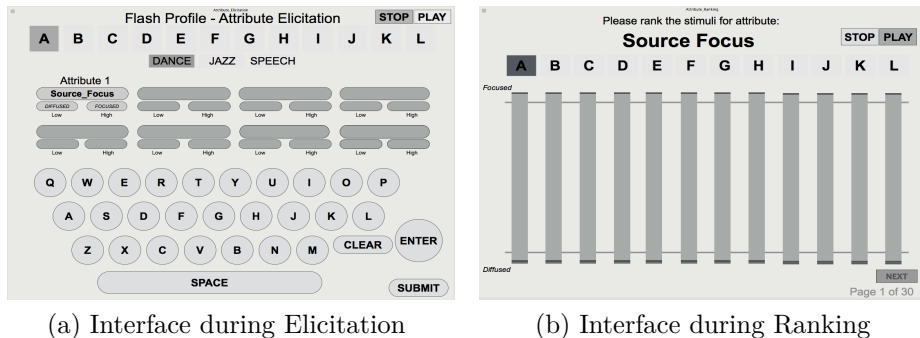 Attribute_Elicitation
Flash Profile - Attribute Elicitation
STOP PLAY
A B C D E F G H I J K L
DANCE JAZZ SPEECH
Attribute 1
Source_Focus
DIFFUSED FOCUSED
Low High Low High Low High Low High
Low High Low High Low High Low High
Q W E R T Y U I O P
A S D F G H J K L
Z X C V B N M CLEAR ENTER
SPACE
SUBMIT
(a) Interface during Elicitation
Attribute_Ranking
Please rank the stimuli for attribute:
Source Focus
STOP PLAY
A B C D E F G H I J K L
Focused
Diffused
NEXT
Page 1 of 30
(b) Interface during Ranking